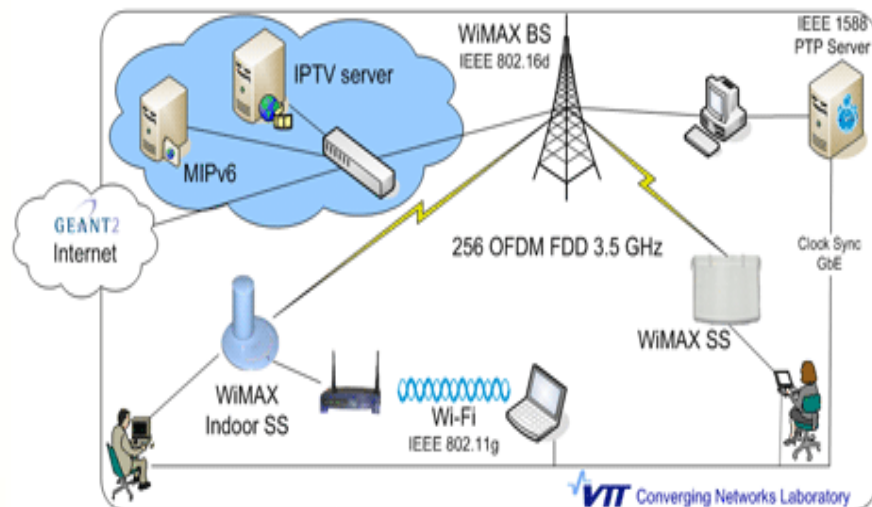 WiMAX BS
IEEE 802.16d
IEEE 1588
PTP Server
IPTV server
MIPv6
GEANT2
Internet
256 OFDM FDD 3.5 GHz
Clock Sync
GbE
WiMAX SS
WiMAX
Indoor SS
Wi-Fi
IEEE 802.11g
VTT Converging Networks Laboratory